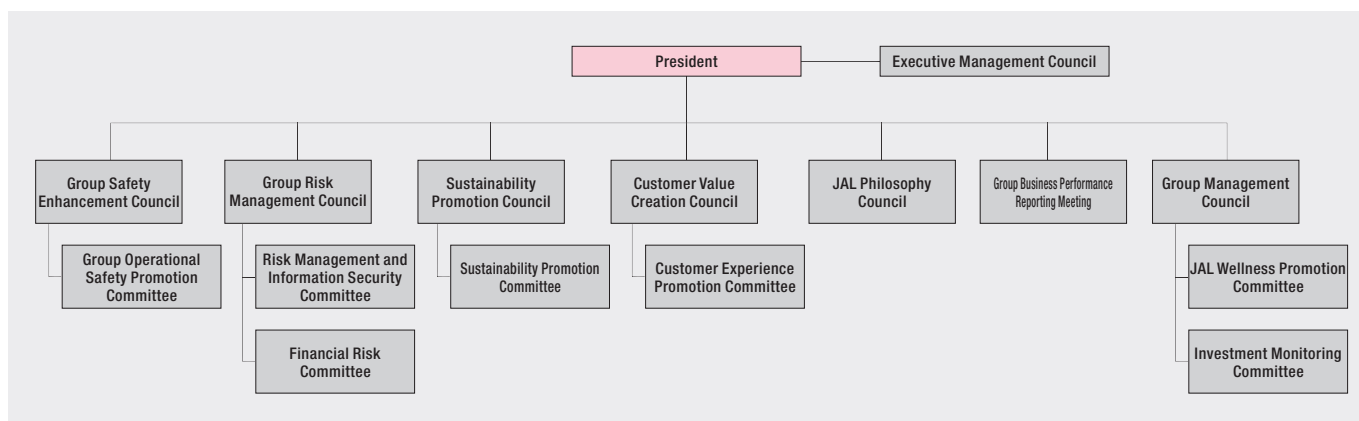 President
Executive Management Council
Group Safety
Enhancement Council
Group Risk
Management Council
Sustainability
Promotion Council
Customer Value
Creation Council
JAL Philosophy
Council
Group Business Performance
Reporting Meeting
Group Management
Council
Group Operational
Safety Promotion
Committee
Risk Management and
Information Security
Committee
Sustainability Promotion
Committee
Customer Experience
Promotion Committee
JAL Wellness Promotion
Committee
Financial Risk
Committee
Investment Monitoring
Committee